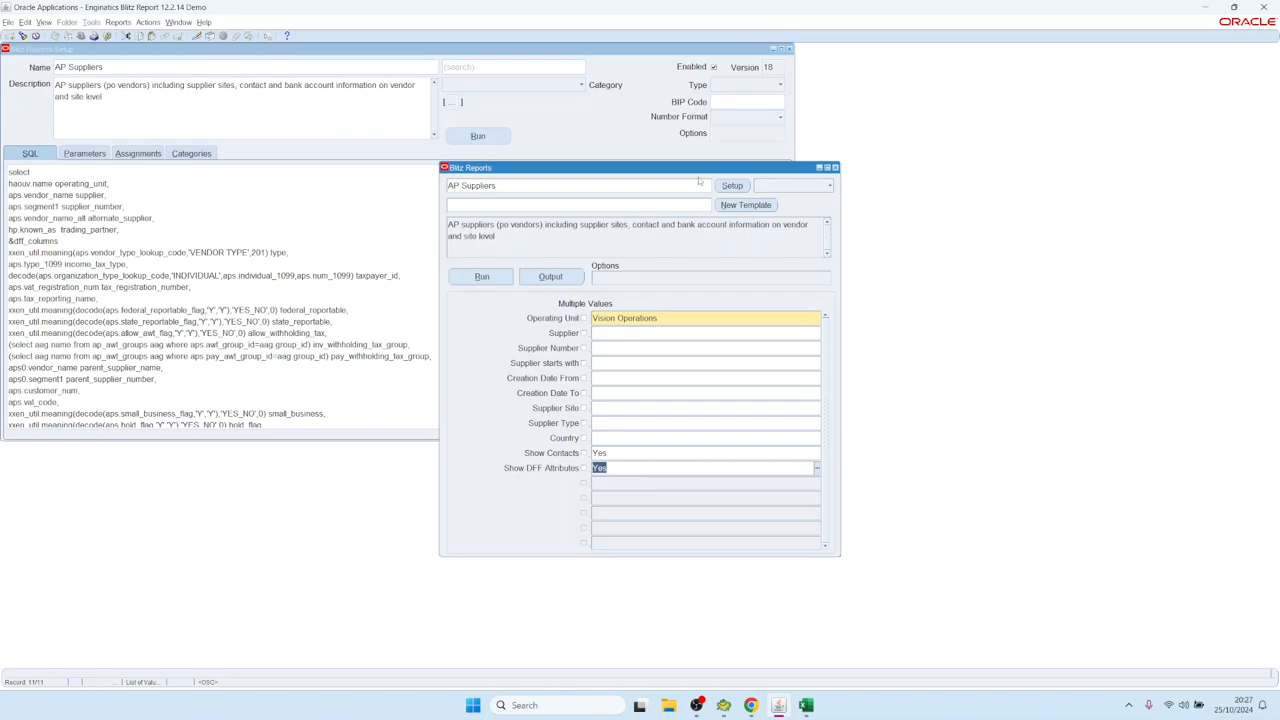 Oracle Applications - Enginatics Blitz Report 12.2.14 Demo
File Edit View Folder Tools Reports Actions Window Help
ORACLE
Blitz Reports Setup
Name AP Suppliers (search) Enabled Version 18
Description AP suppliers (po vendors) including supplier sites, contact and bank account information on vendor
and site level
Category Type
[ ... ] BIP Code
Number Format
Run Options
SQL Parameters Assignments Categories
select
haouv.name operating_unit,
aps.vendor_name supplier,
aps.segment1 supplier_number,
aps.vendor_name_alt alternate_supplier,
hp.known_as trading_partner,
&dff_columns
xxen_util.meaning(aps.vendor_type_lookup_code,'VENDOR TYPE',201) type,
aps.type_1099 income_tax_type,
decode(aps.organization_type_lookup_code,'INDIVIDUAL',aps.individual_1099,aps.num_1099) taxpayer_id,
aps.vat_registration_num tax_registration_number,
aps.tax_reporting_name,
xxen_util.meaning(decode(aps.federal_reportable_flag,'Y','Y'),'YES_NO',0) federal_reportable,
xxen_util.meaning(decode(aps.state_reportable_flag,'Y','Y'),'YES_NO',0) state_reportable,
xxen_util.meaning(decode(aps.allow_awt_flag,'Y','Y'),'YES_NO',0) allow_withholding_tax,
(select aag.name from ap_awt_groups aag where aps.awt_group_id=aag.group_id) inv_withholding_tax_group,
(select aag.name from ap_awt_groups aag where aps.pay_awt_group_id=aag.group_id) pay_withholding_tax_group,
aps0.vendor_name parent_supplier_name,
aps0.segment1 parent_supplier_number,
aps.customer_num,
aps.vat_code,
xxen_util.meaning(decode(aps.small_business_flag,'Y','Y'),'YES_NO',0) small_business,
xxen_util.meaning(decode(aps.hold_flag,'Y','Y'),'YES_NO',0) hold_flag
Blitz Reports
AP Suppliers Setup
New Template
AP suppliers (po vendors) including supplier sites, contact and bank account information on vendor
and site level
Options
Run Output
Multiple Values
Operating Unit Vision Operations
Supplier
Supplier Number
Supplier starts with
Creation Date From
Creation Date To
Supplier Site
Supplier Type
Country
Show Contacts Yes
Show DFF Attributes Yes
Record: 11/11 ... List of Valu... <OSC>
Search
20:27
25/10/2024